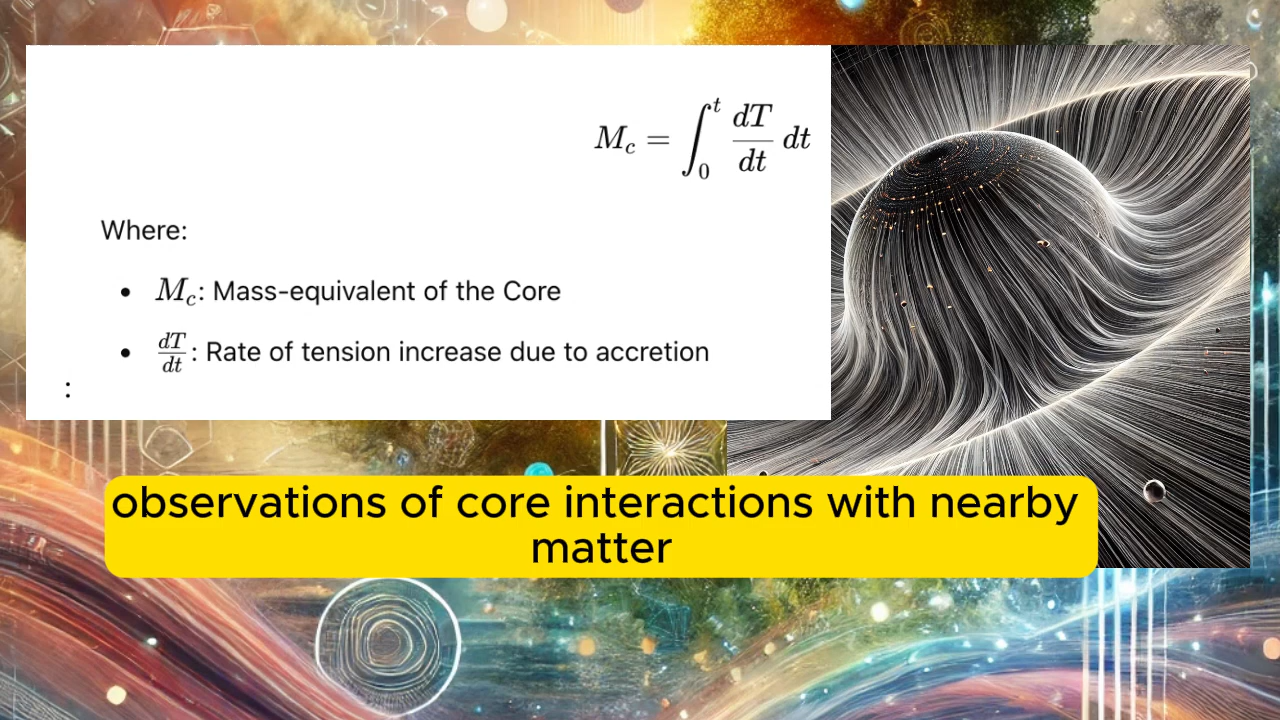 M_c = ∫_0^t dT/dt dt
Where:
• M_c: Mass-equivalent of the Core
• dT/dt: Rate of tension increase due to accretion
:
observations of core interactions with nearby
matter